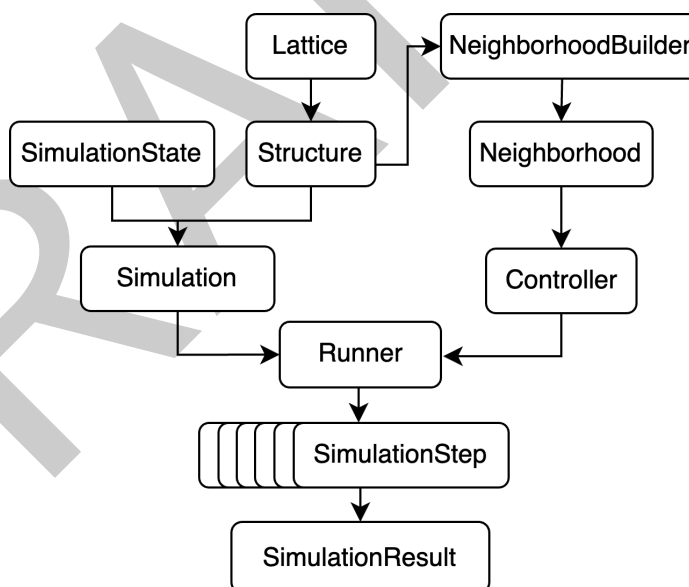 Lattice
NeighborhoodBuilder
SimulationState
Structure
Neighborhood
Simulation
Controller
Runner
SimulationStep
SimulationResult